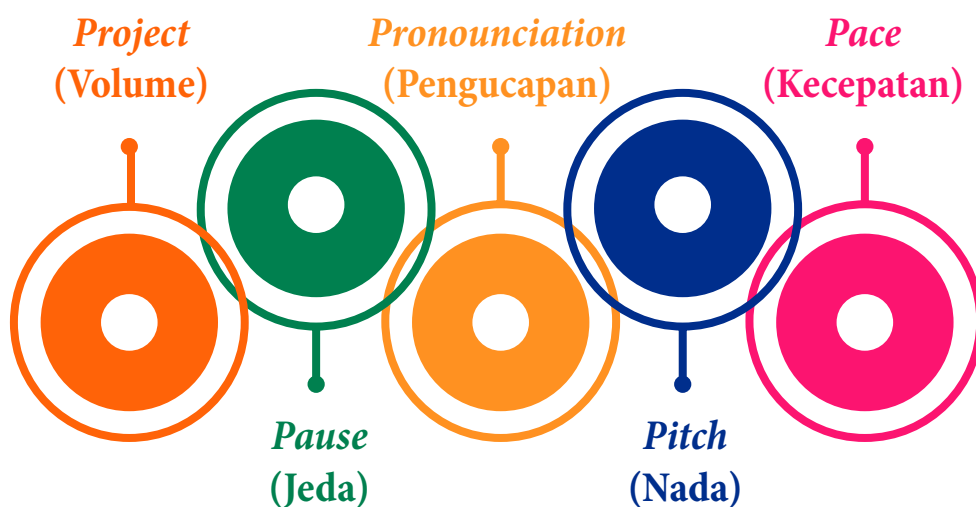 Project
(Volume)
Pause
(Jeda)
Pronounciation
(Pengucapan)
Pitch
(Nada)
Pace
(Kecepatan)